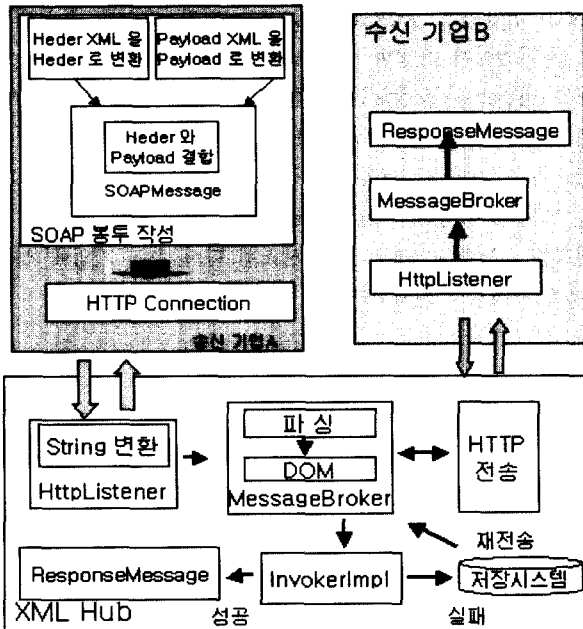 Heder XML 을
Heder 로 변환
Payload XML 을
Payload 로 변환
Heder 와
Payload 결합
SOAPMessage
SOAP 봉투 작성
HTTP Connection
송신 기업A
수신 기업B
ResponseMessage
MessageBroker
HttpListener
String 변환
HttpListener
파 싱
DOM
MessageBroker
HTTP
전송
재전송
ResponseMessage
InvokerImpl
저장시스템
성공
실패
XML Hub